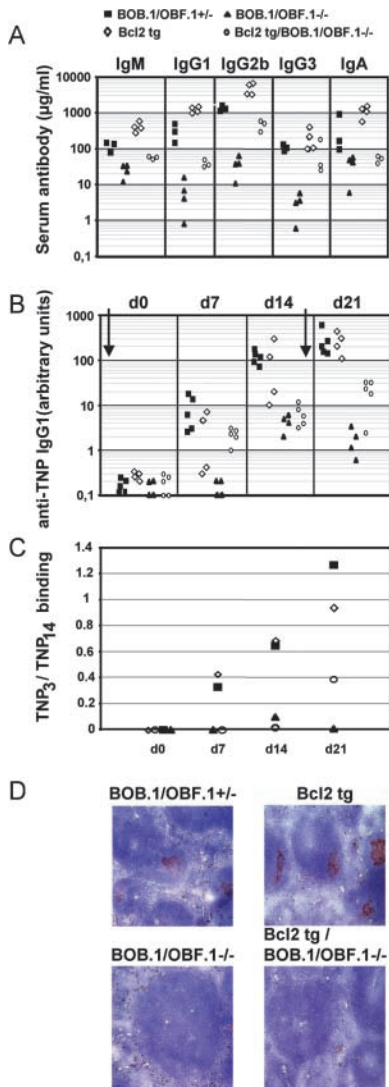 BOB.1/OBF.1+/- BOB.1/OBF.1-/-
Bcl2 tg Bcl2 tg/BOB.1/OBF.1-/-
A
IgM IgG1 IgG2b IgG3 IgA
Serum antibody (µg/ml)
10000
1000
100
10
1
0,1
B
d0 d7 d14 d21
anti-TNP IgG1(arbitrary units)
1000
100
10
1
0,1
C
TNP3/ TNP14 binding
1.4
1.2
1
0.8
0.6
0.4
0.2
0
d0 d7 d14 d21
D
BOB.1/OBF.1+/- Bcl2 tg
BOB.1/OBF.1-/- Bcl2 tg /
BOB.1/OBF.1-/-